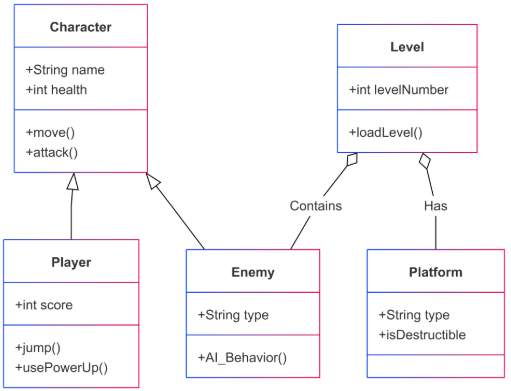 Character
+String name
+int health
+move()
+attack()
Level
+int levelNumber
+loadLevel()
Contains
Has
Player
+int score
+jump()
+usePowerUp()
Enemy
+String type
+AI_Behavior()
Platform
+String type
+isDestructible